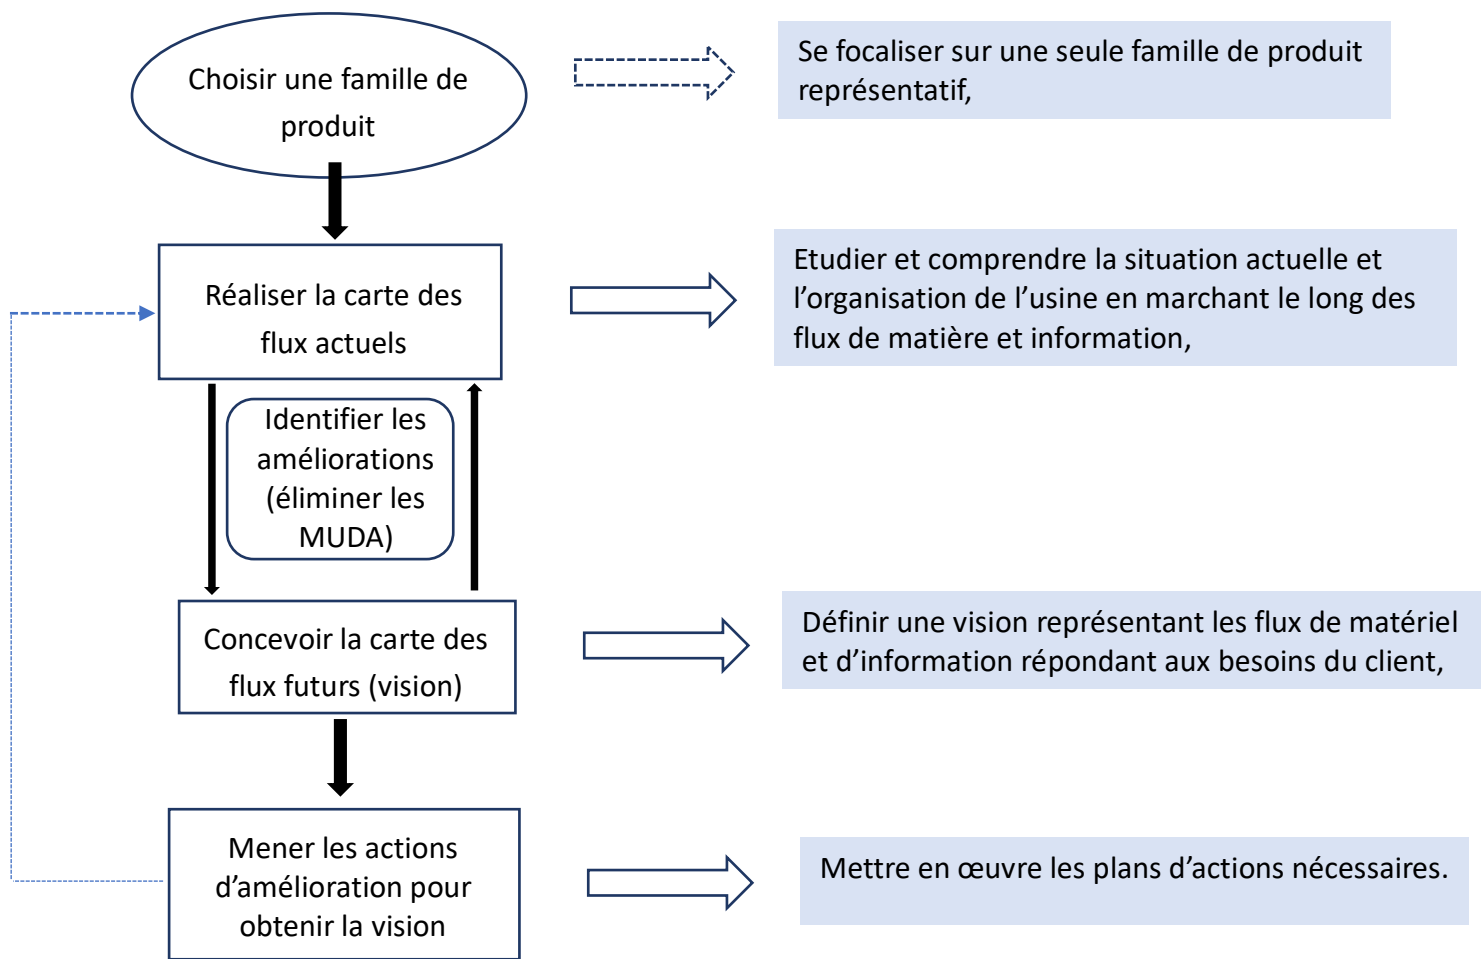 Choisir une famille de
produit
Se focaliser sur une seule famille de produit
représentatif,
Réaliser la carte des
flux actuels
Etudier et comprendre la situation actuelle et
l’organisation de l’usine en marchant le long des
flux de matière et information,
Identifier les
améliorations
(éliminer les
MUDA)
Concevoir la carte des
flux futurs (vision)
Définir une vision représentant les flux de matériel
et d’information répondant aux besoins du client,
Mener les actions
d’amélioration pour
obtenir la vision
Mettre en œuvre les plans d’actions nécessaires.